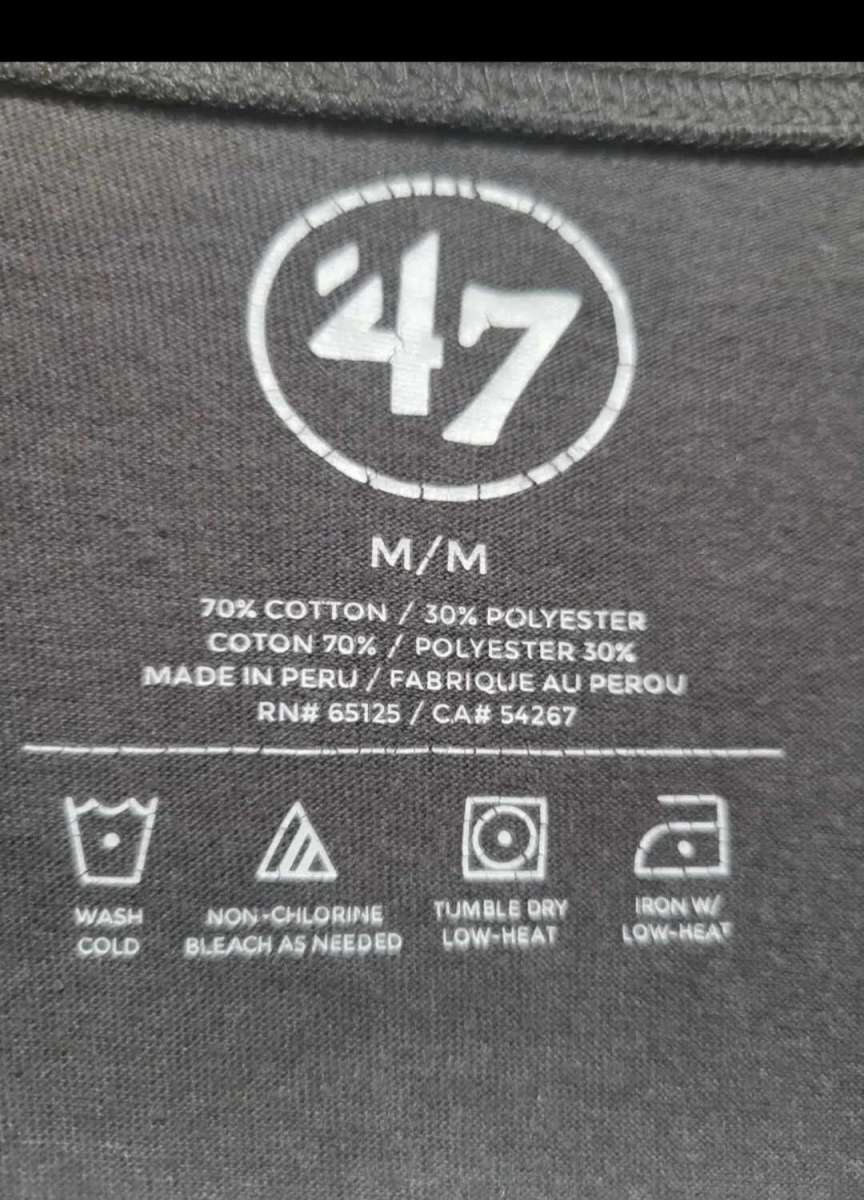 '47
M/M
70% COTTON / 30% POLYESTER
COTON 70% / POLYESTER 30%
MADE IN PERU / FABRIQUE AU PEROU
RN# 65125 / CA# 54267
WASH COLD
NON-CHLORINE BLEACH AS NEEDED
TUMBLE DRY LOW-HEAT
IRON W/ LOW-HEAT